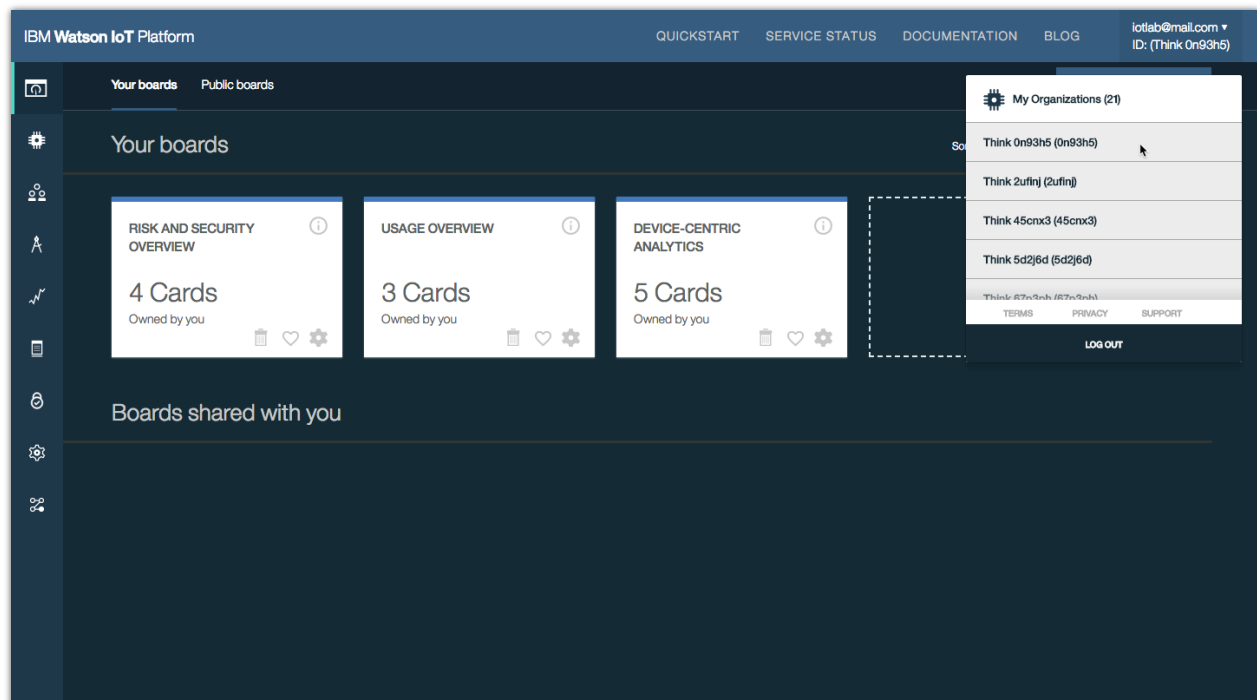 IBM Watson IoT Platform
QUICKSTART SERVICE STATUS DOCUMENTATION BLOG
iotlab@mail.com ▾
ID: (Think 0n93h5)
Your boards Public boards
My Organizations (21)
Think 0n93h5 (0n93h5)
Think 2ufinj (2ufinj)
Think 45cnx3 (45cnx3)
Think 5d2j6d (5d2j6d)
TERMS PRIVACY SUPPORT
LOG OUT
Your boards
RISK AND SECURITY
OVERVIEW
4 Cards
Owned by you
USAGE OVERVIEW
3 Cards
Owned by you
DEVICE-CENTRIC
ANALYTICS
5 Cards
Owned by you
Boards shared with you